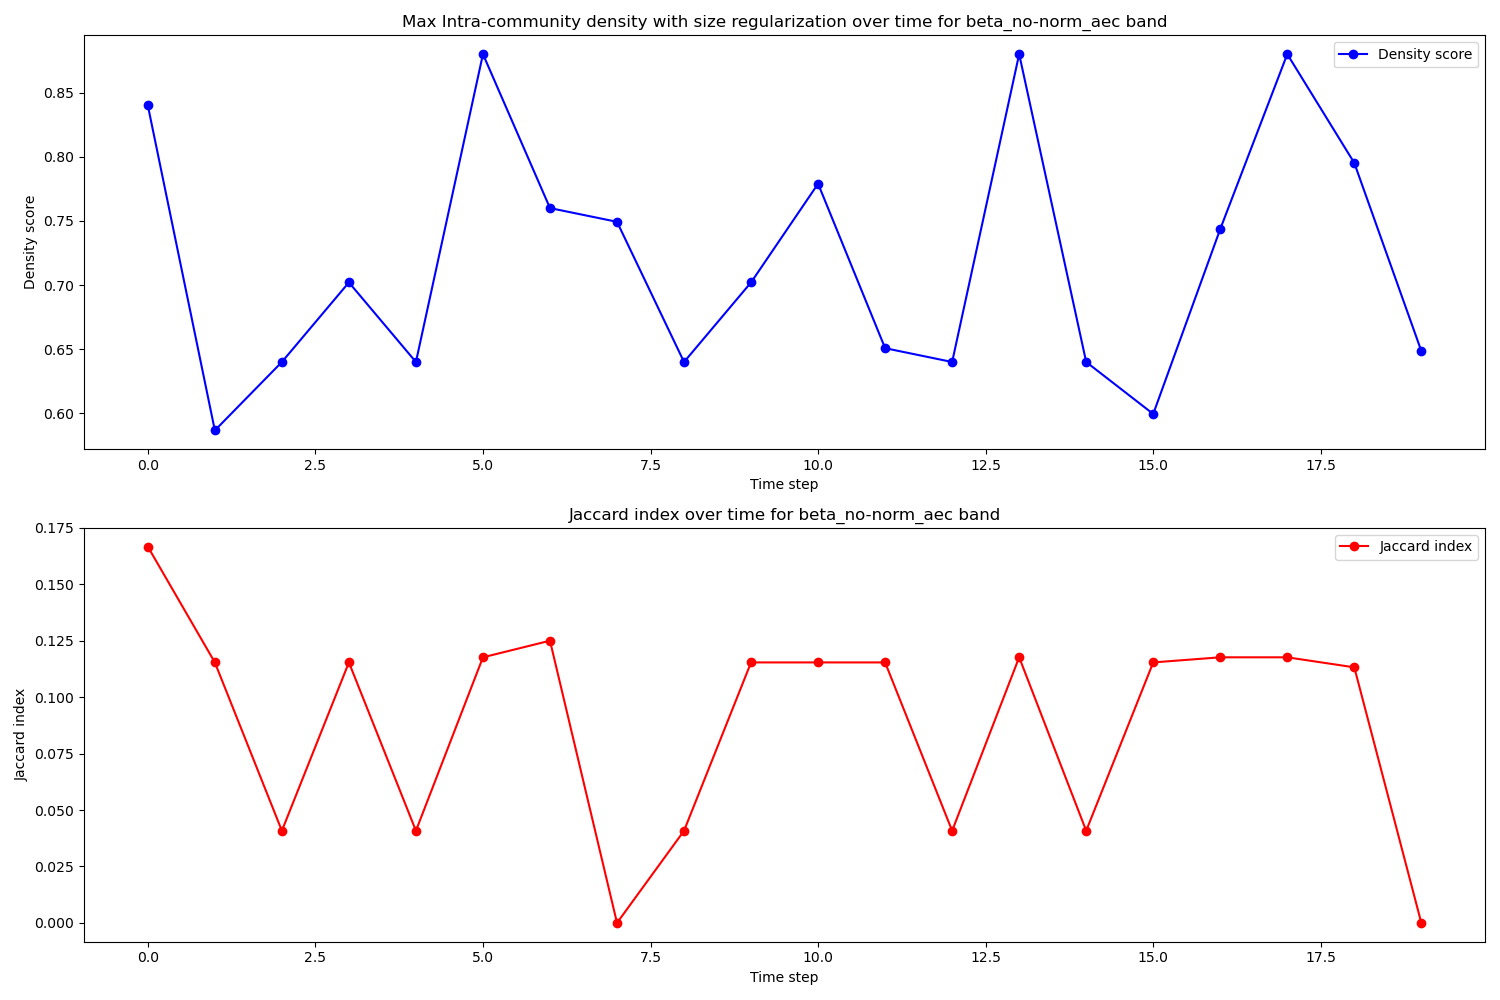 Max Intra-community density with size regularization over time for beta_no-norm_aec band
Density score
0.85
0.80
0.75
0.70
0.65
0.60
Density score
0.0 2.5 5.0 7.5 10.0 12.5 15.0 17.5
Time step
Jaccard index over time for beta_no-norm_aec band
Jaccard index
0.175
0.150
0.125
0.100
0.075
0.050
0.025
0.000
Jaccard index
0.0 2.5 5.0 7.5 10.0 12.5 15.0 17.5
Time step